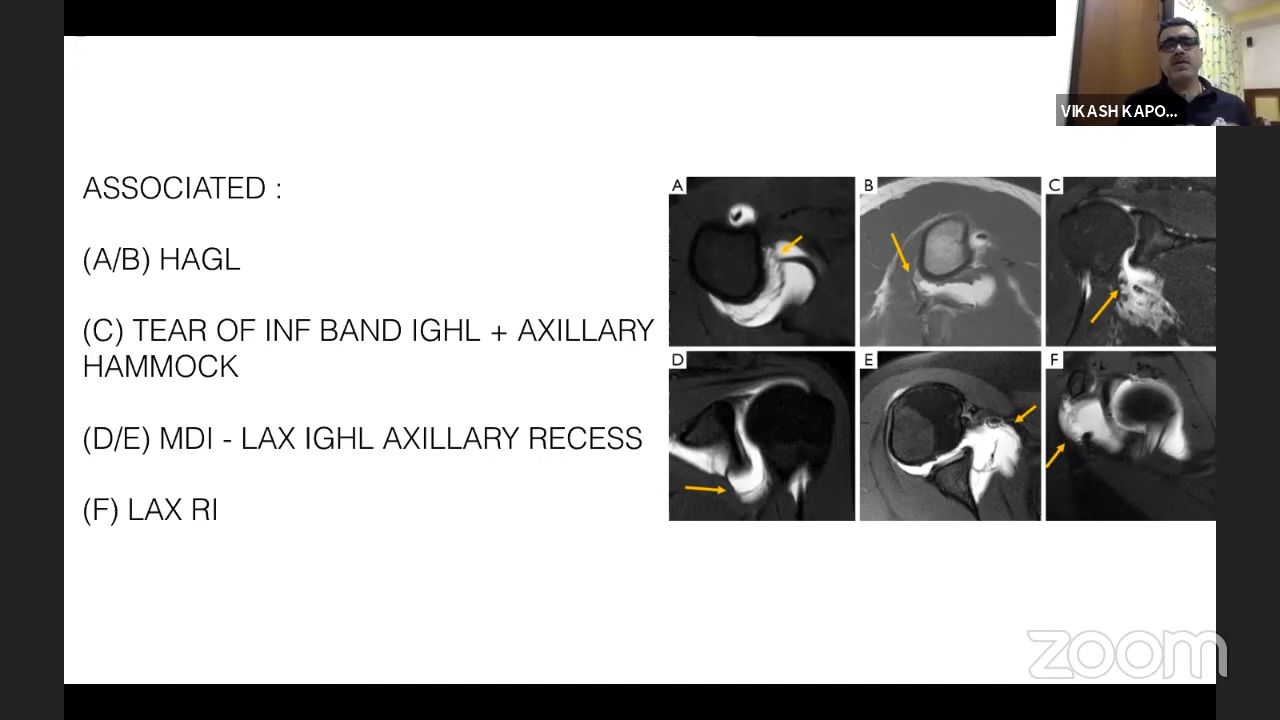 VIKASH KAPO...
ASSOCIATED :
(A/B) HAGL
(C) TEAR OF INF BAND IGHL + AXILLARY
HAMMOCK
(D/E) MDI - LAX IGHL AXILLARY RECESS
(F) LAX RI
A
B
C
D
E
F
zoom